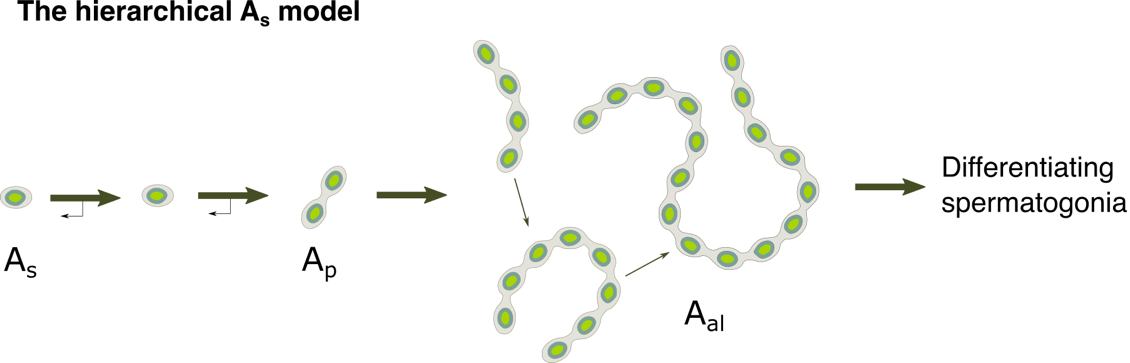 The hierarchical As model
Differentiating
spermatogonia
As
Ap
Aal